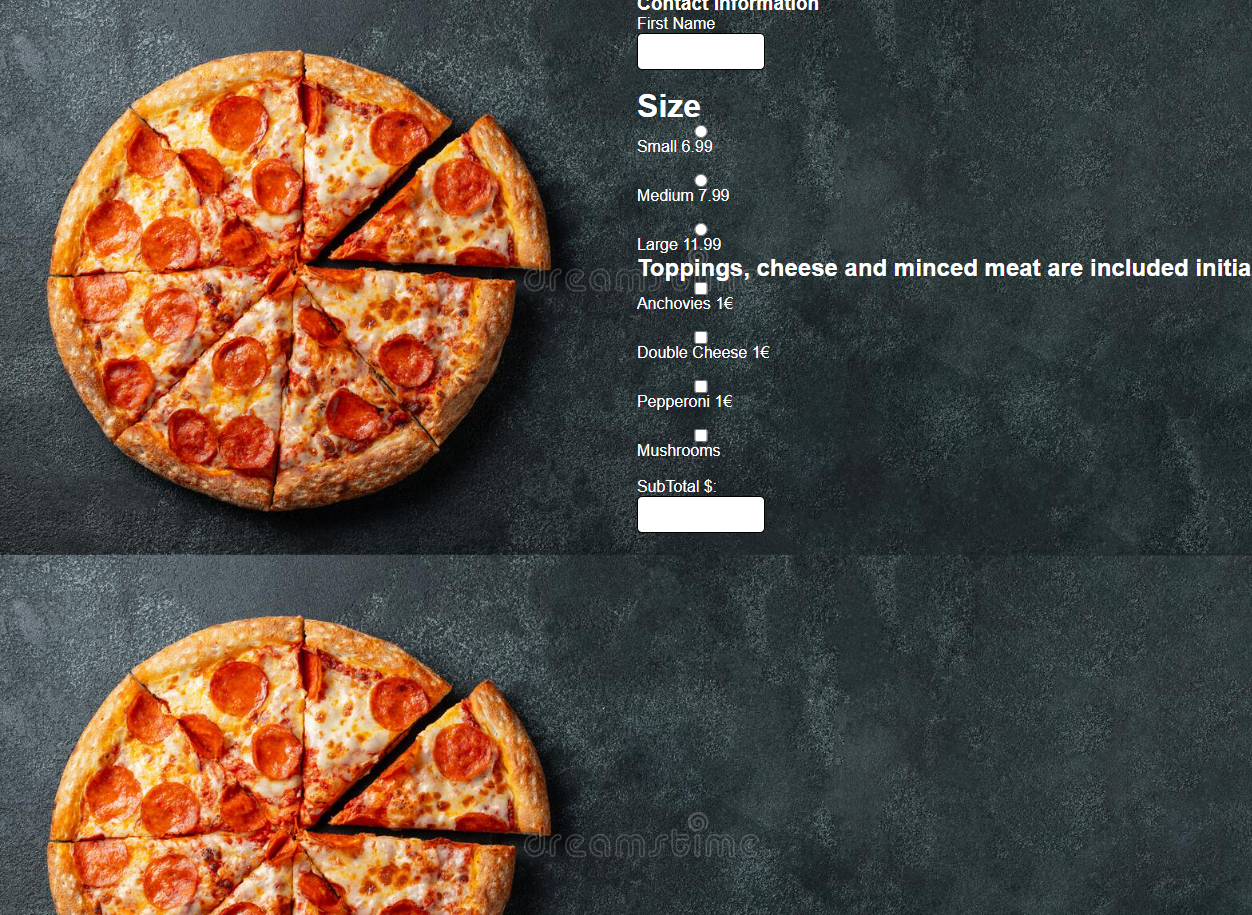 Contact Information
First Name
Size
Small 6.99
Medium 7.99
Large 11.99
Toppings, cheese and minced meat are included initia
dreamstime
Anchovies 1€
Double Cheese 1€
Pepperoni 1€
Mushrooms
SubTotal $:
dreamstime